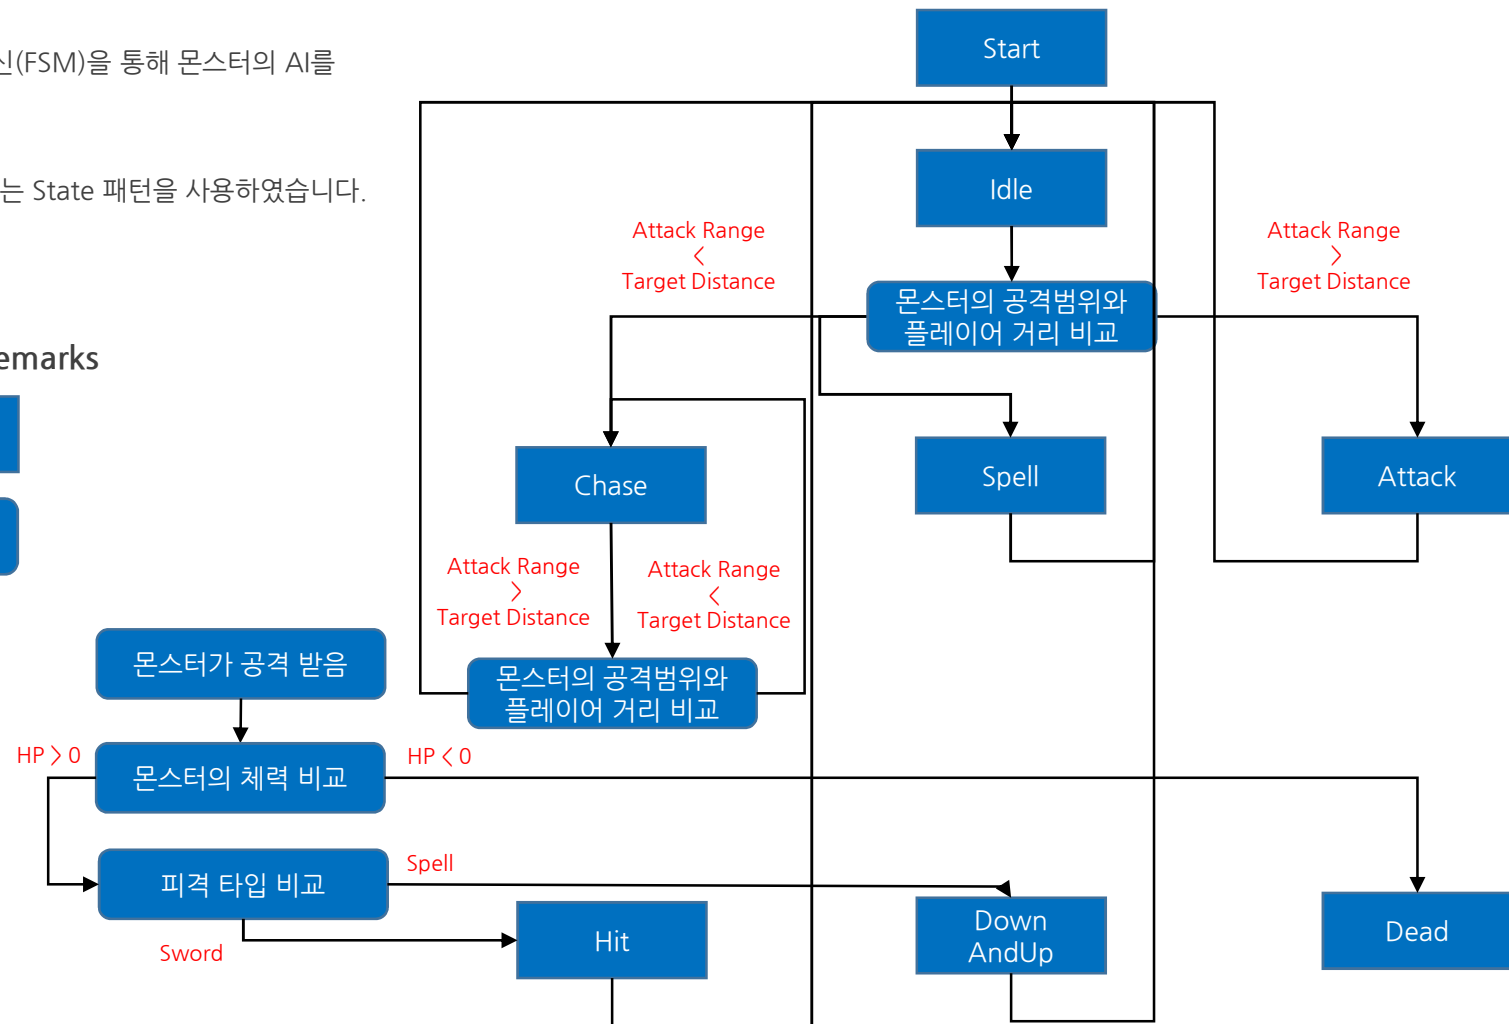 Start
신(FSM)을 통해 몬스터의 AI를
Idle
는 State 패턴을 사용하였습니다.
Attack Range
<
Target Distance
Attack Range
>
Target Distance
몬스터의 공격범위와
플레이어 거리 비교
emarks
Chase
Spell
Attack
Attack Range
>
Target Distance
Attack Range
<
Target Distance
몬스터가 공격 받음
몬스터의 공격범위와
플레이어 거리 비교
HP > 0
몬스터의 체력 비교
HP < 0
피격 타입 비교
Spell
Sword
Hit
Down
AndUp
Dead